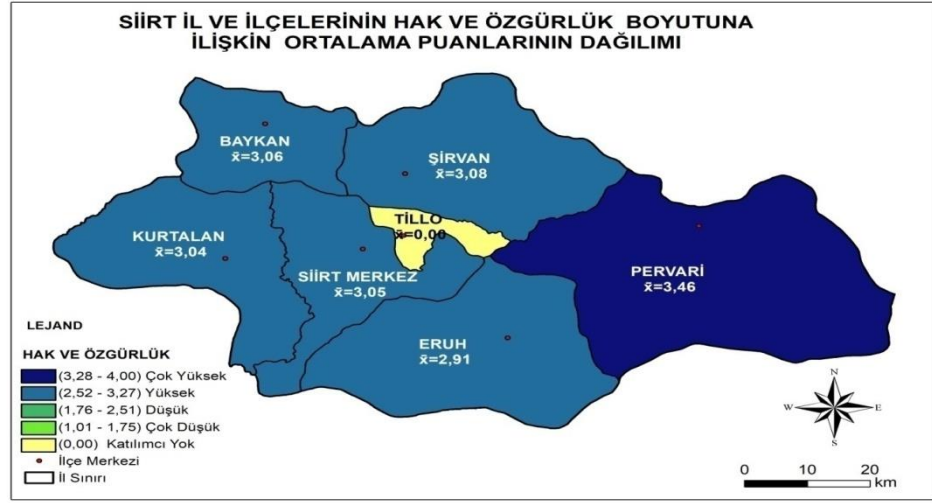 SİİRT İL VE İLÇELERİNİN HAK VE ÖZGÜRLÜK BOYUTUNA
İLİŞKİN ORTALAMA PUANLARININ DAĞILIMI
BAYKAN
x̄=3,06
ŞİRVAN
x̄=3,08
TİLLO
x̄=0,00
KURTALAN
x̄=3,04
SİİRT MERKEZ
x̄=3,05
PERVARİ
x̄=3,46
ERUH
x̄=2,91
LEJAND
HAK VE ÖZGÜRLÜK
(3,28 - 4,00) Çok Yüksek
(2,52 - 3,27) Yüksek
(1,76 - 2,51) Düşük
(1,01 - 1,75) Çok Düşük
(0,00) Katılımcı Yok
İlçe Merkezi
İl Sınırı
N
W E
S
0 10 20
km